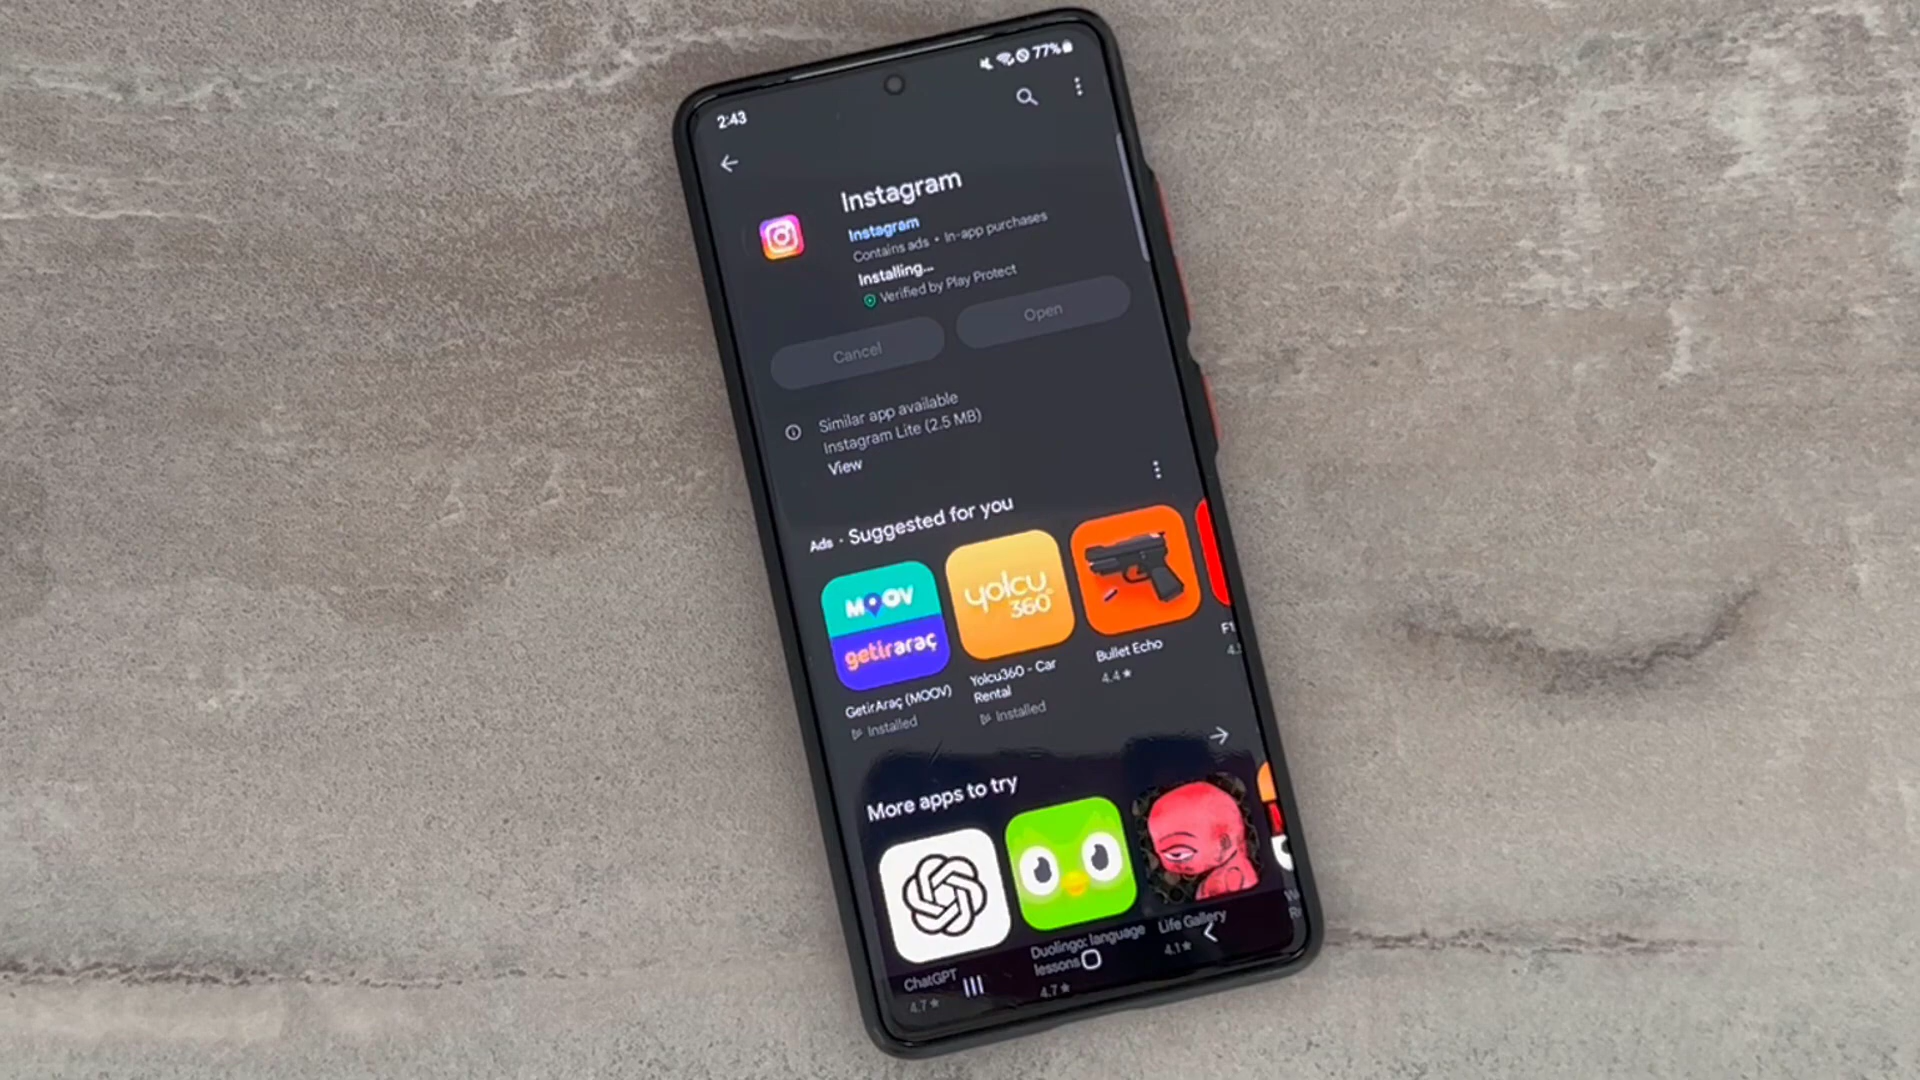 77%
2:43
Instagram
Instagram
Contains ads • In-app purchases
Installing...
Verified by Play Protect
Cancel
Open
Similar app available
Instagram Lite (2.5 MB)
View
Ads · Suggested for you
MOOV
getiraraç
yolcu
360
GetirAraç (MOOV)
Installed
Yolcu360 - Car
Rental
Installed
Bullet Echo
4.4★
F1
More apps to try
ChatGPT
4.7★
Duolingo: language
lessons
4.7★
Life Gallery
4.1★